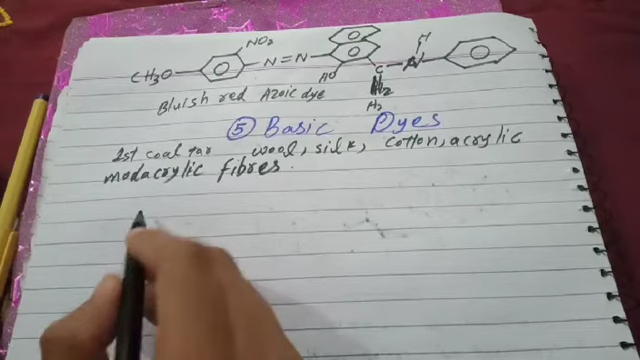 NO2
CH3O N=N H
HO C N
H2
Bluish red Azoic dye
⑤ Basic Dyes
1st coal tar wool, silk, cotton, acrylic
modacrylic fibres.